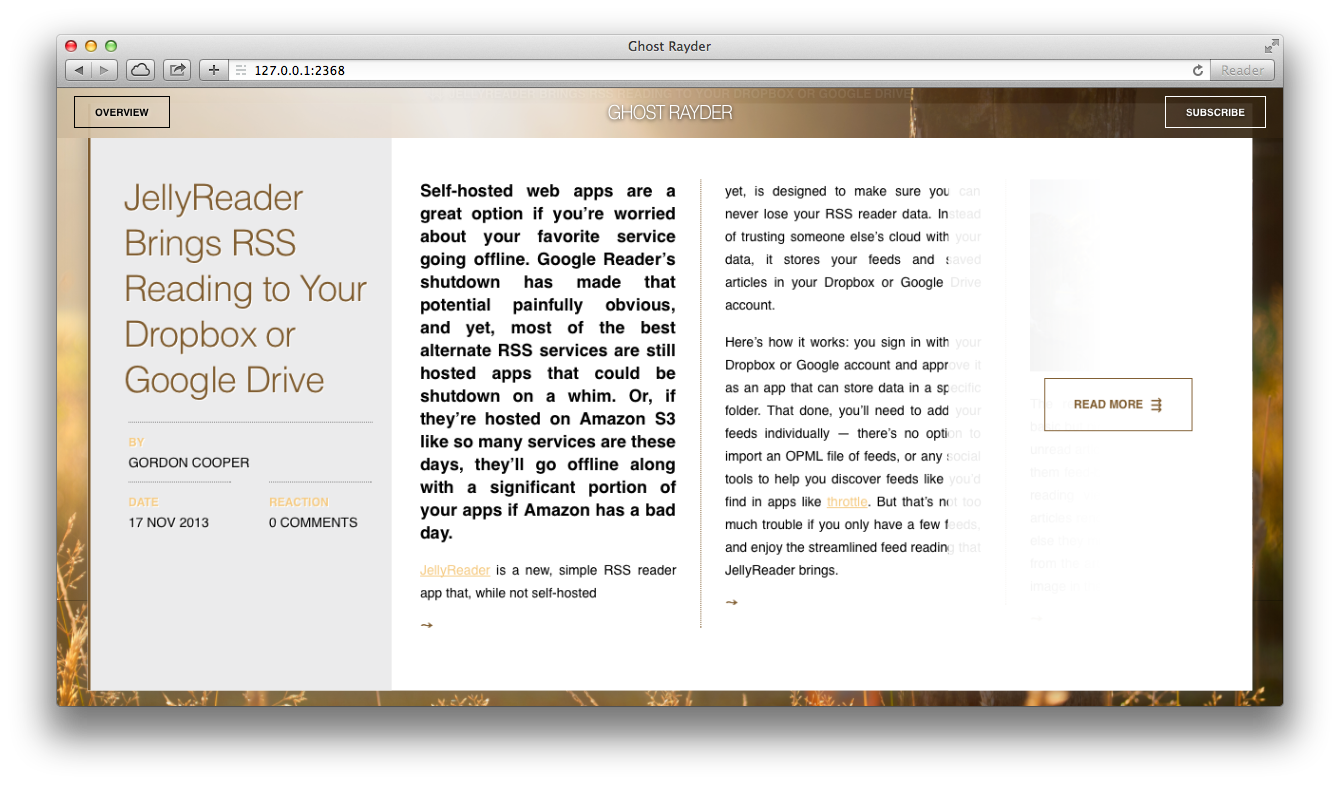 Ghost Rayder
127.0.0.1:2368
Reader
READING TO YOUR DROPBOX OR GOOGLE DRIVE
OVERVIEW
GHOST RAYDER
SUBSCRIBE
JellyReader
Brings RSS
Reading to Your
Dropbox or
Google Drive
BY
GORDON COOPER
DATE
REACTION
17 NOV 2013
0 COMMENTS
Self-hosted web apps are a
great option if you’re worried
about your favorite service
going offline. Google Reader’s
shutdown has made that
potential painfully obvious,
and yet, most of the best
alternate RSS services are still
hosted apps that could be
shutdown on a whim. Or, if
they’re hosted on Amazon S3
like so many services are these
days, they’ll go offline along
with a significant portion of
your apps if Amazon has a bad
day.
JellyReader is a new, simple RSS reader
app that, while not self-hosted
→
yet, is designed to make sure you can
never lose your RSS reader data. Instead
of trusting someone else’s cloud with your
data, it stores your feeds and saved
articles in your Dropbox or Google Drive
account.
Here’s how it works: you sign in with your
Dropbox or Google account and approve it
as an app that can store data in a specific
folder. That done, you’ll need to add your
feeds individually — there’s no option to
import an OPML file of feeds, or any social
tools to help you discover feeds like you’d
find in apps like throttle. But that’s not too
much trouble if you only have a few feeds,
and enjoy the streamlined feed reading that
JellyReader brings.
→
READ MORE
unread
them
reading
else
from the
image